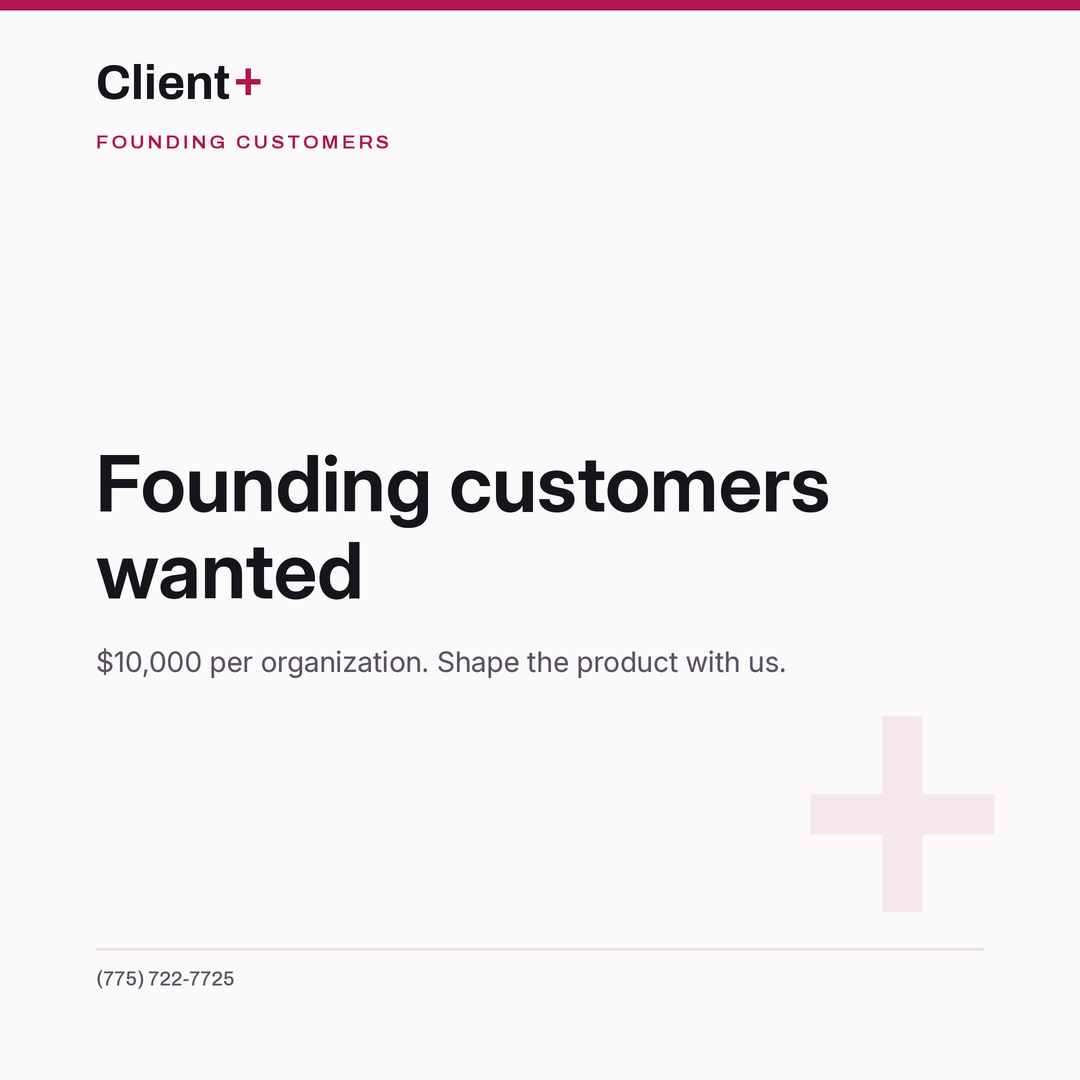 Client+
FOUNDING CUSTOMERS
Founding customers
wanted
$10,000 per organization. Shape the product with us.
(775) 722-7725